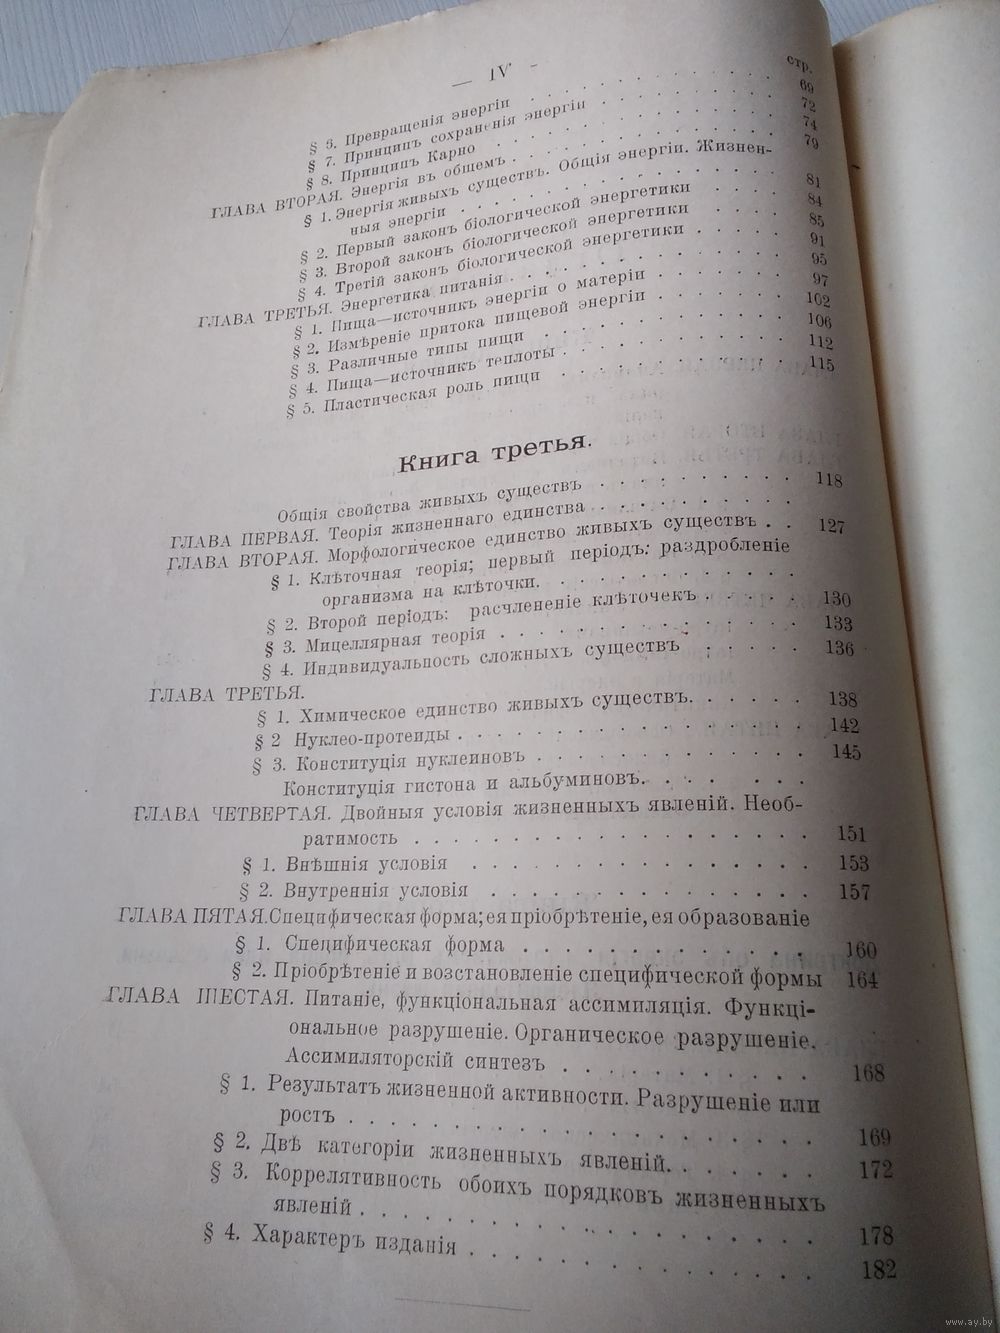 — IV -
стр.
§ 6. Превращенія энергіи . . . . . . . . . . 69
§ 7. Принципъ сохраненія энергіи . . . . . . . . 72
§ 8. Принципъ Карно . . . . . . . . . . . 74
ГЛАВА ВТОРАЯ. Энергія въ общемъ . . . . . . . . . . 79
§ 1. Энергія живыхъ существъ. Общія энергіи. Жизнен-
ныя энергіи . . . . . . . . . . . . 81
§ 2. Первый законъ біологической энергетики . . . . 84
§ 3. Второй законъ біологической энергетики . . . . 85
§ 4. Третій законъ біологической энергетики . . . . . 91
ГЛАВА ТРЕТЬЯ. Энергетика питанія . . . . . . . . . . 95
§ 1. Пища—источникъ энергіи о матеріи . . . . . . 97
§ 2. Измѣреніе притока пищевой энергіи . . . . . . 102
§ 3. Различные типы пищи . . . . . . . . . . 106
§ 4. Пища—источникъ теплоты . . . . . . . . . 112
§ 5. Пластическая роль пищи . . . . . . . . . 115
Книга третья.
Общія свойства живыхъ существъ . . . . . . . . . 118
ГЛАВА ПЕРВАЯ. Теорія жизненнаго единства . . . . . . . . .
ГЛАВА ВТОРАЯ. Морфологическое единство живыхъ существъ . . 127
§ 1. Клѣточная теорія; первый періодъ: раздробленіе
организма на клѣточки. . . . . . . . . . .
§ 2. Второй періодъ: расчлененіе клѣточекъ . . . . . 130
§ 3. Мицеллярная теорія . . . . . . . . . . . . 133
§ 4. Индивидуальность сложныхъ существъ . . . . . 136
ГЛАВА ТРЕТЬЯ.
§ 1. Химическое единство живыхъ существъ. . . . . . 138
§ 2 Нуклео-протеиды . . . . . . . . . . . . . 142
§ 3. Конституція нуклеиновъ . . . . . . . . . . 145
Конституція гистона и альбуминовъ. . . . . . .
ГЛАВА ЧЕТВЕРТАЯ. Двойныя условія жизненныхъ явленій. Необ-
ратимость . . . . . . . . . . . . . . 151
§ 1. Внѣшнія условія . . . . . . . . . . . . . 153
§ 2. Внутреннія условія . . . . . . . . . . . . 157
ГЛАВА ПЯТАЯ. Специфическая форма; ея пріобрѣтеніе, ея образованіе
§ 1. Специфическая форма . . . . . . . . . . . 160
§ 2. Пріобрѣтеніе и возстановленіе специфической формы 164
ГЛАВА ШЕСТАЯ. Питаніе, функціональная ассимиляція. Функці-
ональное разрушеніе. Органическое разрушеніе.
Ассимиляторскій синтезъ . . . . . . . . . . 168
§ 1. Результатъ жизненной активности. Разрушеніе или
ростъ . . . . . . . . . . . . . . . . 169
§ 2. Двѣ категоріи жизненныхъ явленій. . . . . . . 172
§ 3. Коррелятивность обоихъ порядковъ жизненныхъ
явленій . . . . . . . . . . . . . . . . 178
§ 4. Характеръ изданія . . . . . . . . . . . . 182
www.ay.by